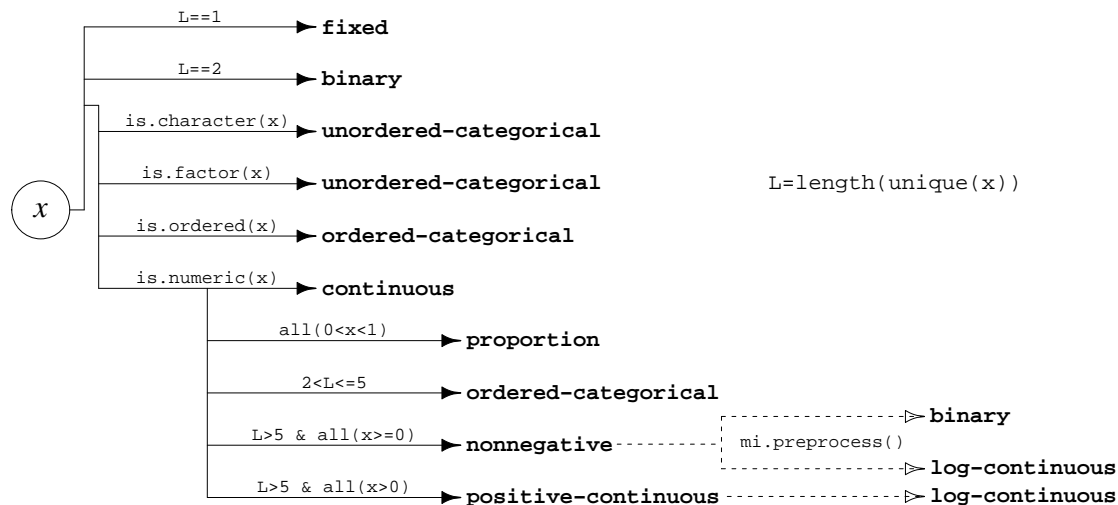 L==1 fixed
L==2 binary
is.character(x) unordered-categorical
is.factor(x) unordered-categorical L=length(unique(x))
x
is.ordered(x) ordered-categorical
is.numeric(x) continuous
all(0<x<1) proportion
2<L<=5 ordered-categorical
binary
L>5 & all(x>=0) nonnegative mi.preprocess()
log-continuous
L>5 & all(x>0) positive-continuous log-continuous